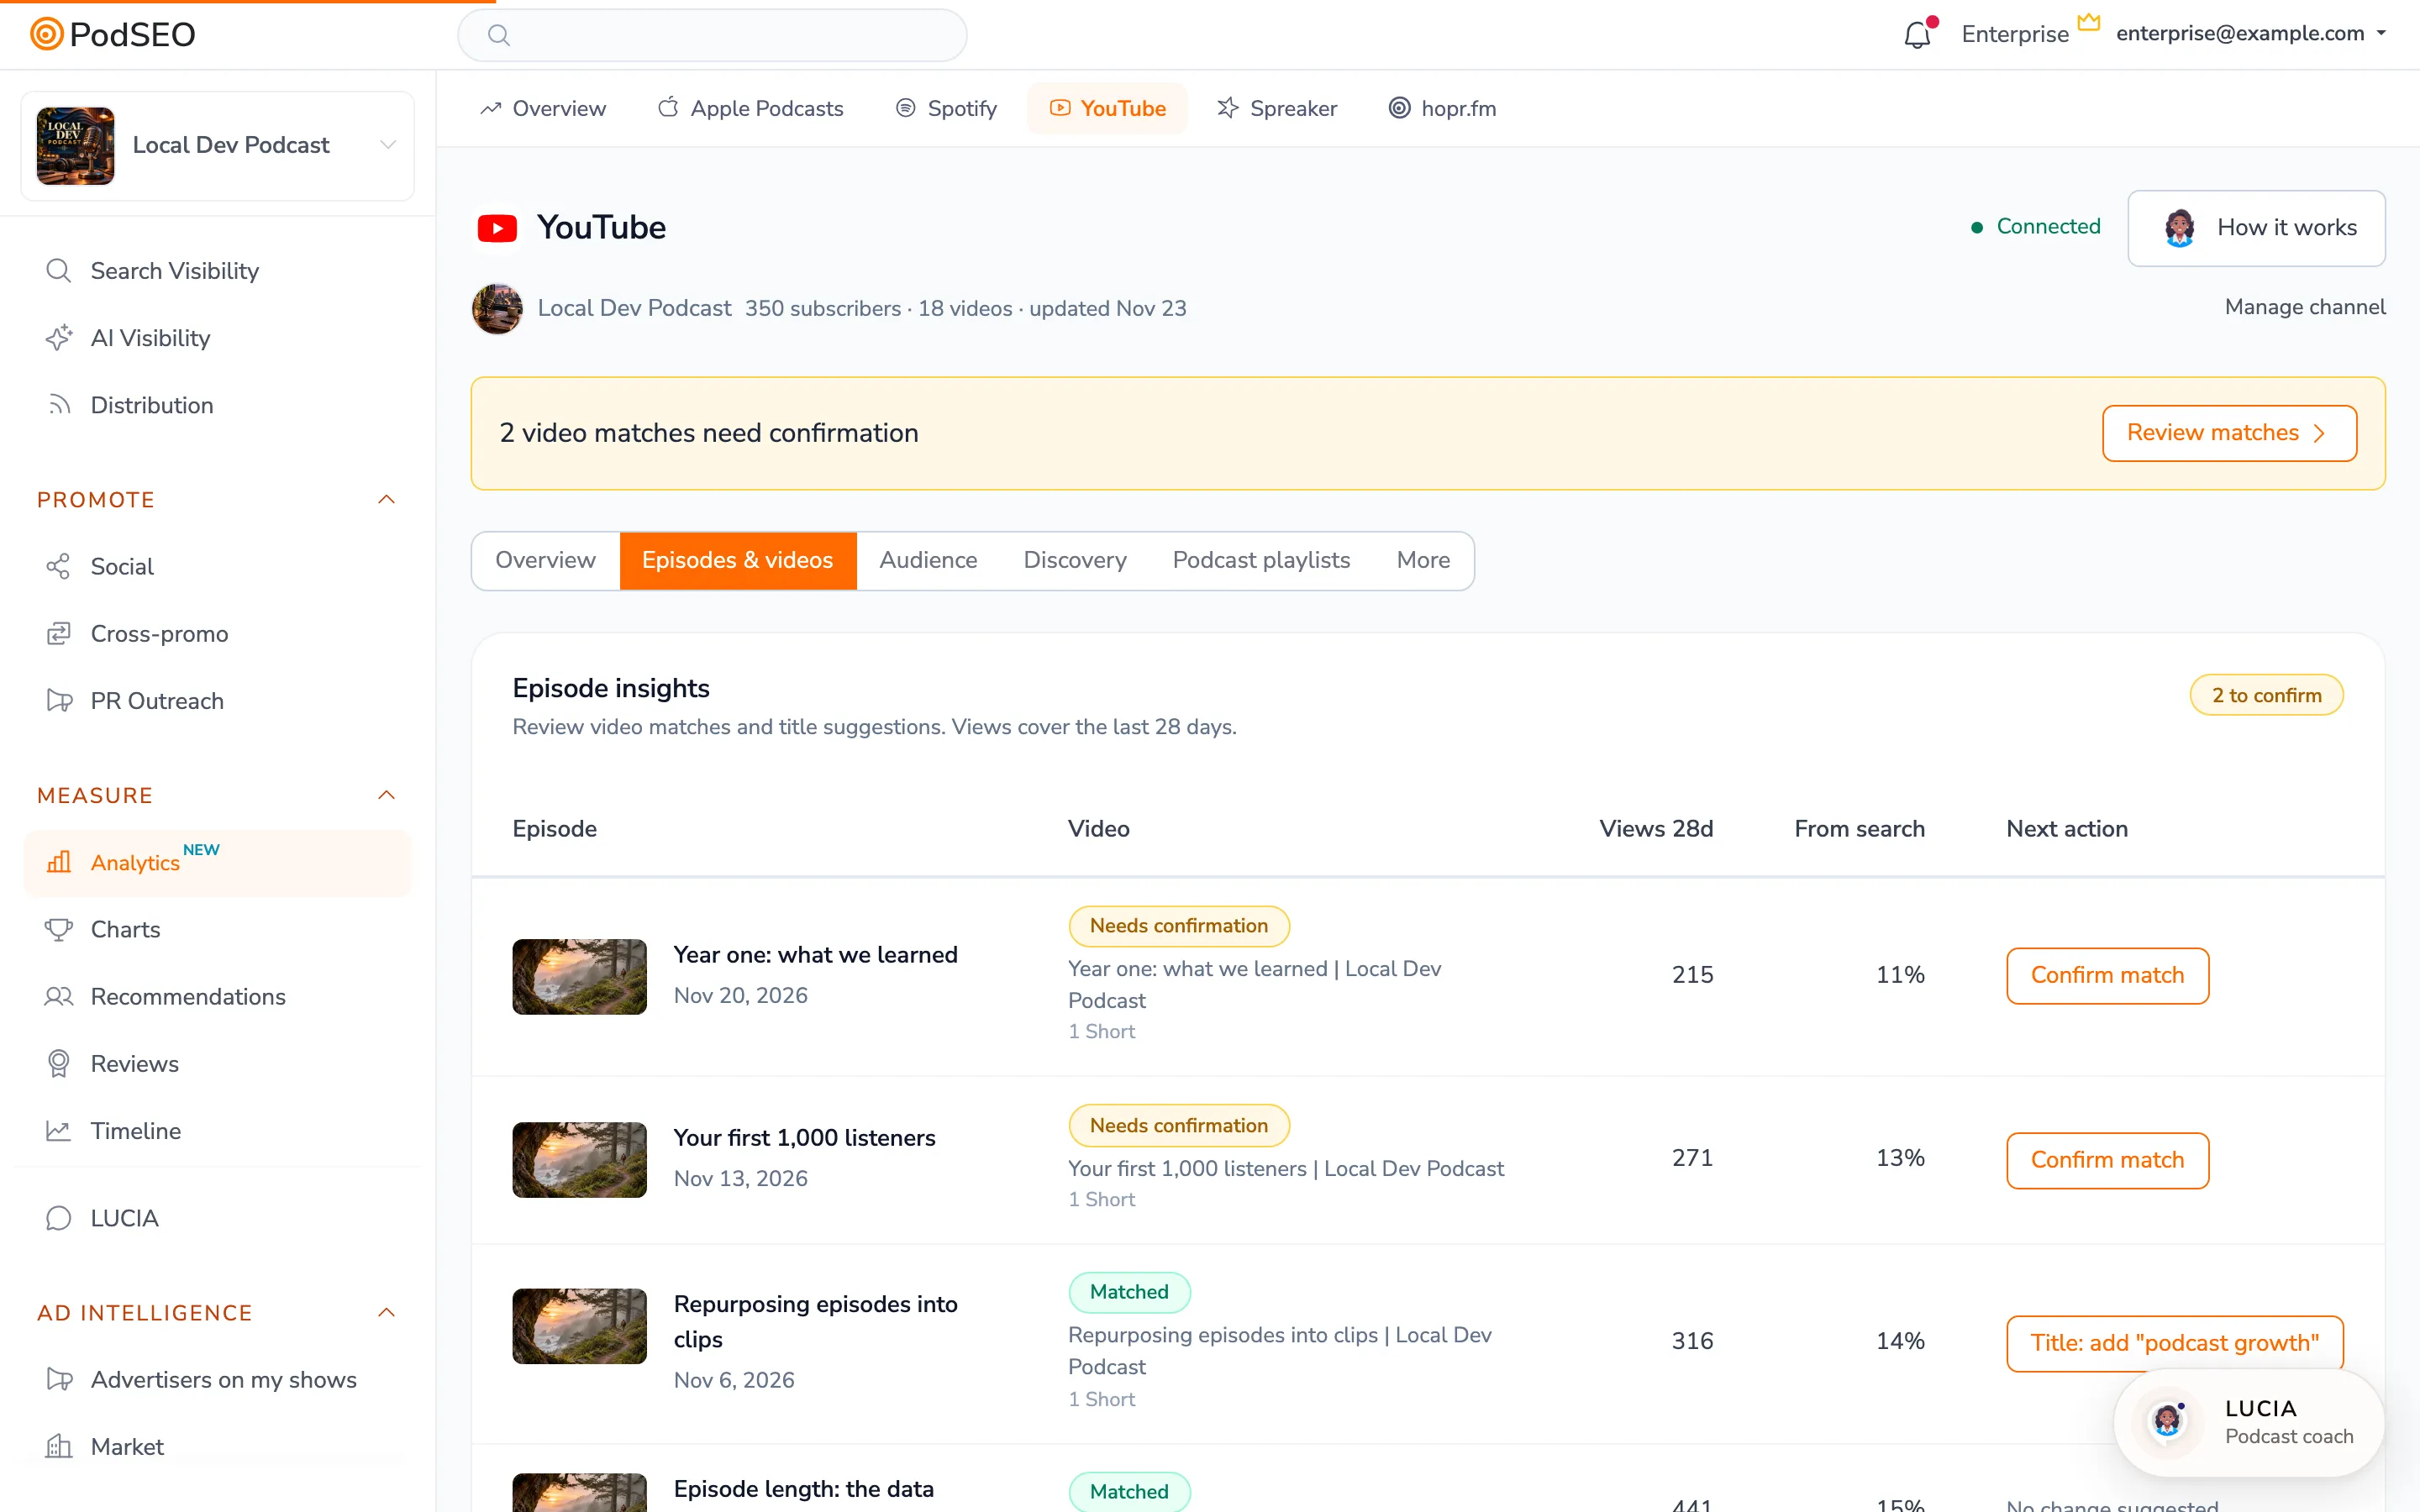 PodSEO
Enterprise
enterprise@example.com
LOCAL
DEV
PODCAST
Local Dev Podcast
Search Visibility
AI Visibility
Distribution
PROMOTE
Social
Cross-promo
PR Outreach
MEASURE
Analytics NEW
Charts
Recommendations
Reviews
Timeline
LUCIA
AD INTELLIGENCE
Advertisers on my shows
Market
Overview
Apple Podcasts
Spotify
YouTube
Spreaker
hopr.fm
YouTube
Connected
How it works
Local Dev Podcast 350 subscribers · 18 videos · updated Nov 23
Manage channel
2 video matches need confirmation
Review matches
Overview
Episodes & videos
Audience
Discovery
Podcast playlists
More
Episode insights
2 to confirm
Review video matches and title suggestions. Views cover the last 28 days.
Episode
Video
Views 28d
From search
Next action
Year one: what we learned
Nov 20, 2026
Needs confirmation
Year one: what we learned | Local Dev
Podcast
1 Short
215
11%
Confirm match
Your first 1,000 listeners
Nov 13, 2026
Needs confirmation
Your first 1,000 listeners | Local Dev Podcast
1 Short
271
13%
Confirm match
Repurposing episodes into
clips
Nov 6, 2026
Matched
Repurposing episodes into clips | Local Dev
Podcast
1 Short
316
14%
Title: add "podcast growth"
Episode length: the data
Matched
441
15%
No change suggested
LUCIA
Podcast coach